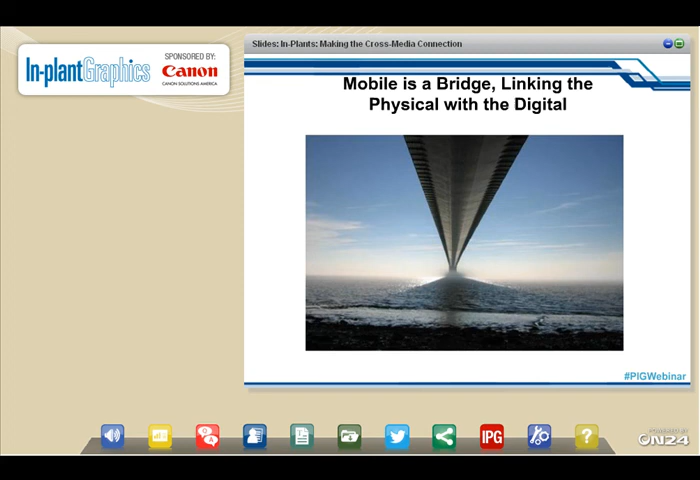 In-plantGraphics
SPONSORED BY:
Canon
CANON SOLUTIONS AMERICA
Slides: In-Plants: Making the Cross-Media Connection
Mobile is a Bridge, Linking the
Physical with the Digital
#PIGWebinar
Q
A
IPG
?
POWERED BY
ON24